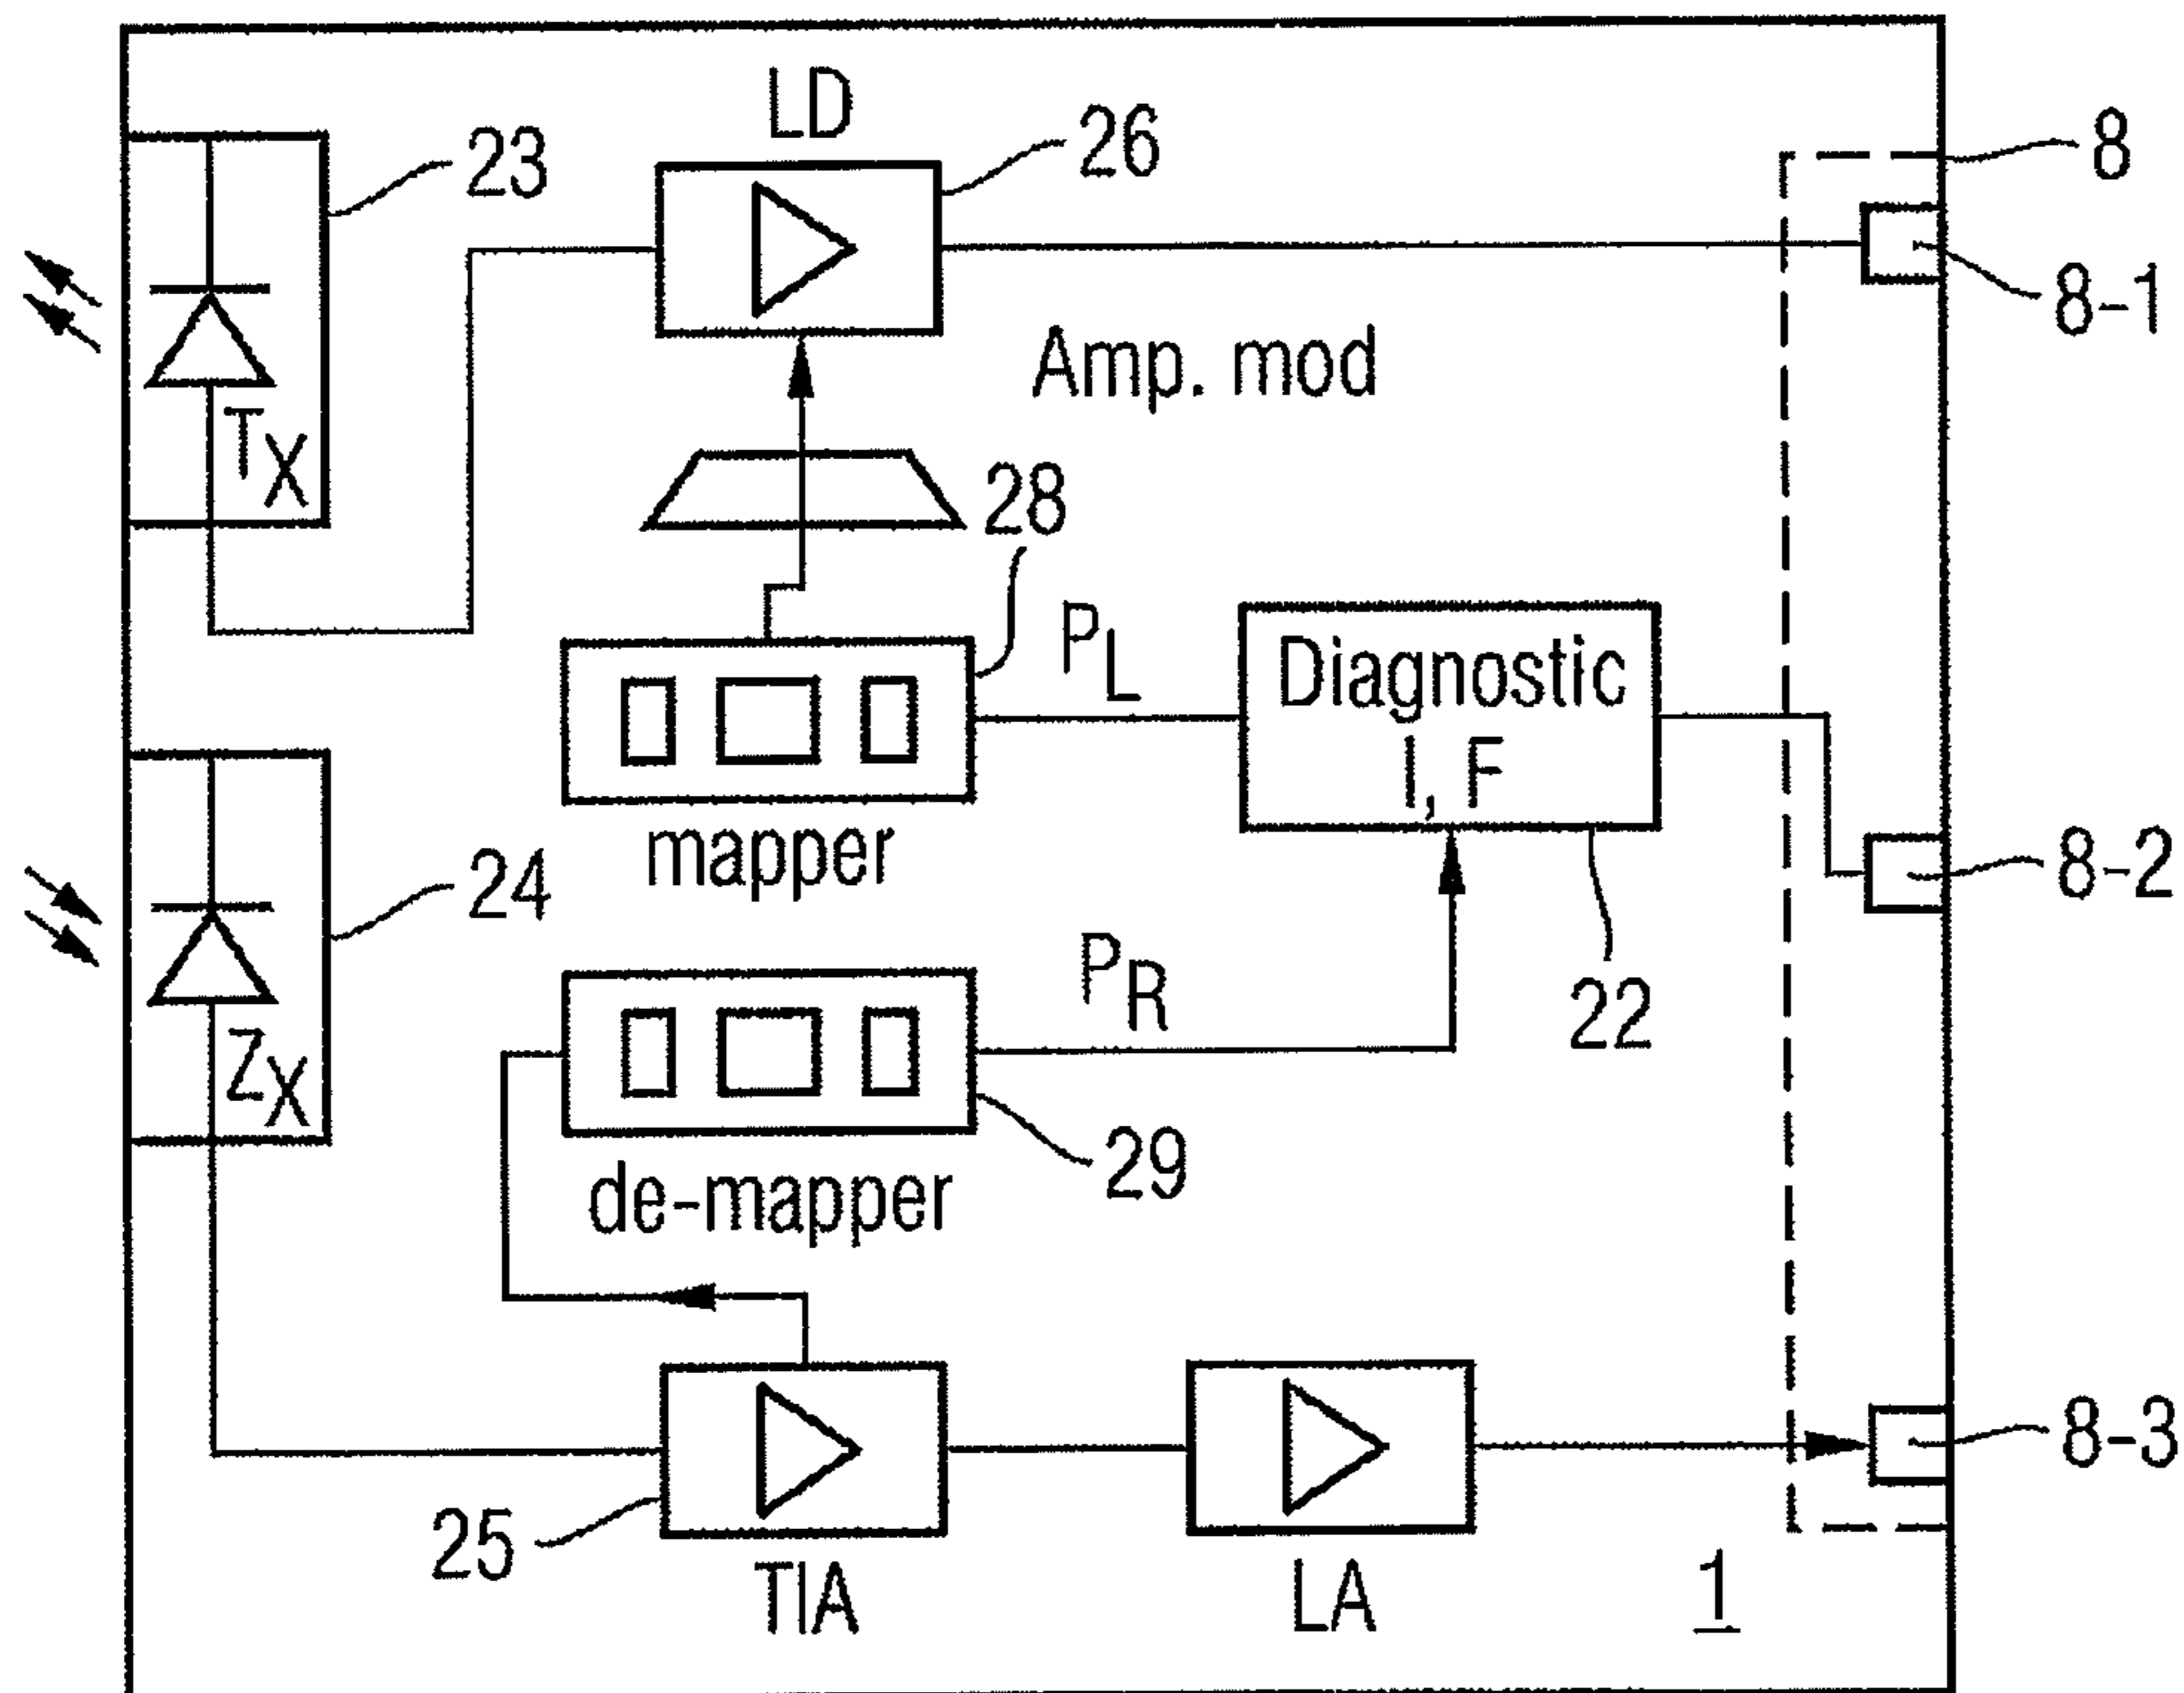 LD
23
26
8
8-1
Amp. mod
TX
28
PL
Diagnostic
I, F
mapper
24
8-2
PR
22
ZX
29
de-mapper
8-3
25
TIA
LA
1